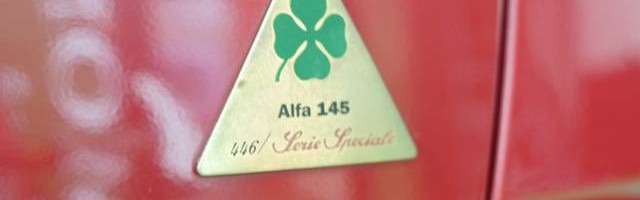 Alfa 145
446/ Serie Speciale